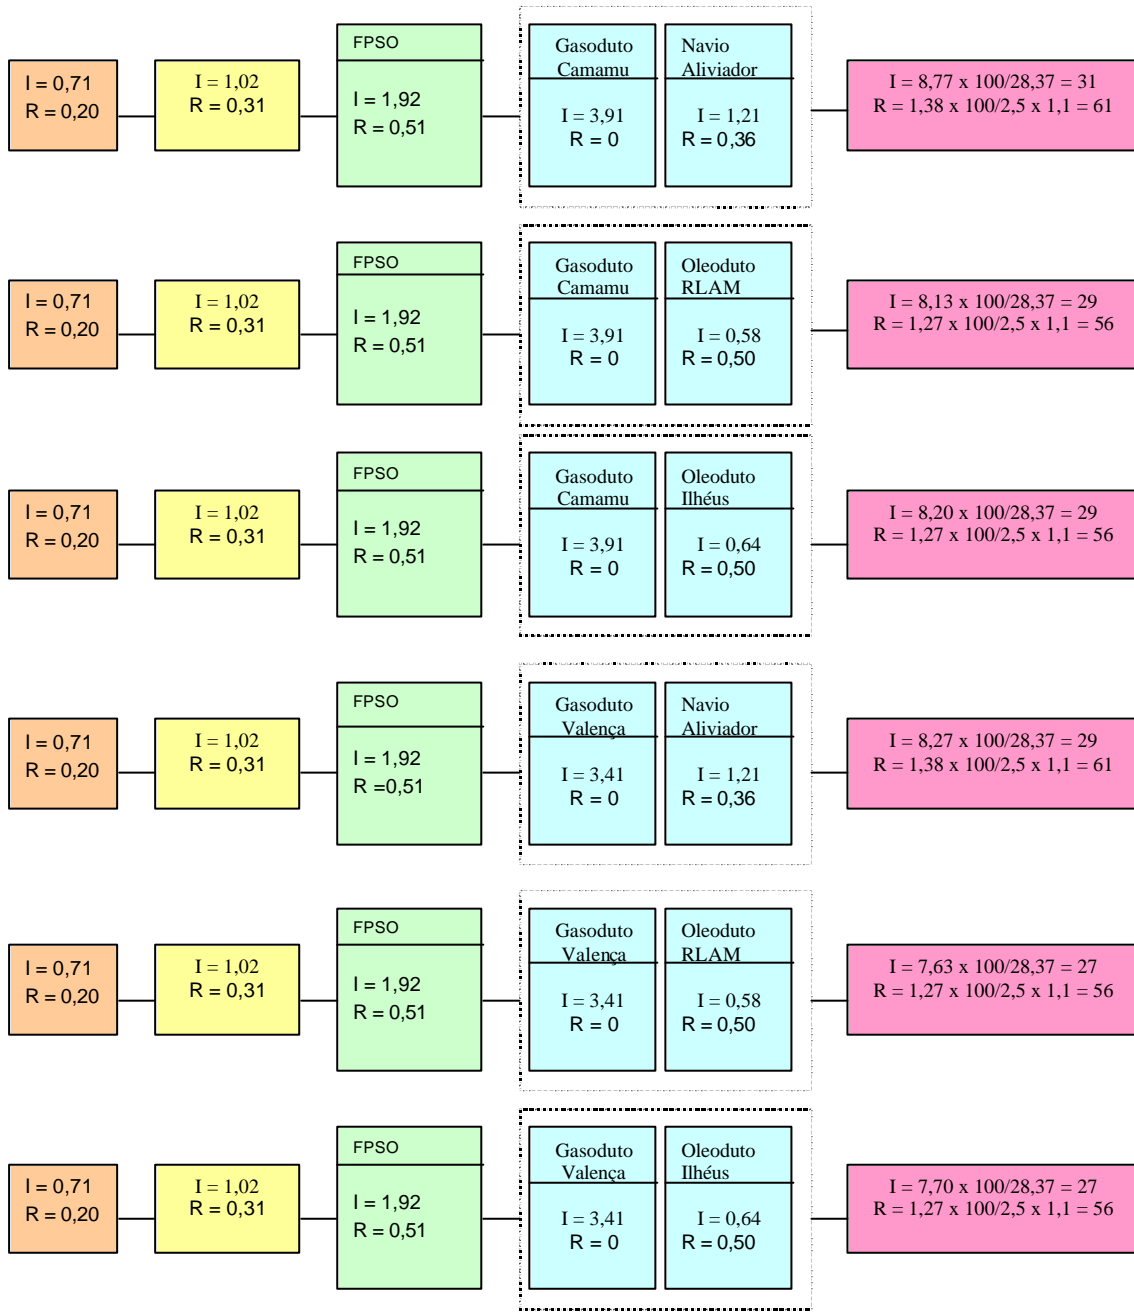 I = 0,71
R = 0,20
I = 1,02
R = 0,31
FPSO
I = 1,92
R = 0,51
Gasoduto
Camamu
I = 3,91
R = 0
Navio
Aliviador
I = 1,21
R = 0,36
I = 8,77 x 100/28,37 = 31
R = 1,38 x 100/2,5 x 1,1 = 61
I = 0,71
R = 0,20
I = 1,02
R = 0,31
FPSO
I = 1,92
R = 0,51
Gasoduto
Camamu
I = 3,91
R = 0
Oleoduto
RLAM
I = 0,58
R = 0,50
I = 8,13 x 100/28,37 = 29
R = 1,27 x 100/2,5 x 1,1 = 56
I = 0,71
R = 0,20
I = 1,02
R = 0,31
FPSO
I = 1,92
R = 0,51
Gasoduto
Camamu
I = 3,91
R = 0
Oleoduto
Ilhéus
I = 0,64
R = 0,50
I = 8,20 x 100/28,37 = 29
R = 1,27 x 100/2,5 x 1,1 = 56
I = 0,71
R = 0,20
I = 1,02
R = 0,31
FPSO
I = 1,92
R =0,51
Gasoduto
Valença
I = 3,41
R = 0
Navio
Aliviador
I = 1,21
R = 0,36
I = 8,27 x 100/28,37 = 29
R = 1,38 x 100/2,5 x 1,1 = 61
I = 0,71
R = 0,20
I = 1,02
R = 0,31
FPSO
I = 1,92
R = 0,51
Gasoduto
Valença
I = 3,41
R = 0
Oleoduto
RLAM
I = 0,58
R = 0,50
I = 7,63 x 100/28,37 = 27
R = 1,27 x 100/2,5 x 1,1 = 56
I = 0,71
R = 0,20
I = 1,02
R = 0,31
FPSO
I = 1,92
R = 0,51
Gasoduto
Valença
I = 3,41
R = 0
Oleoduto
Ilhéus
I = 0,64
R = 0,50
I = 7,70 x 100/28,37 = 27
R = 1,27 x 100/2,5 x 1,1 = 56